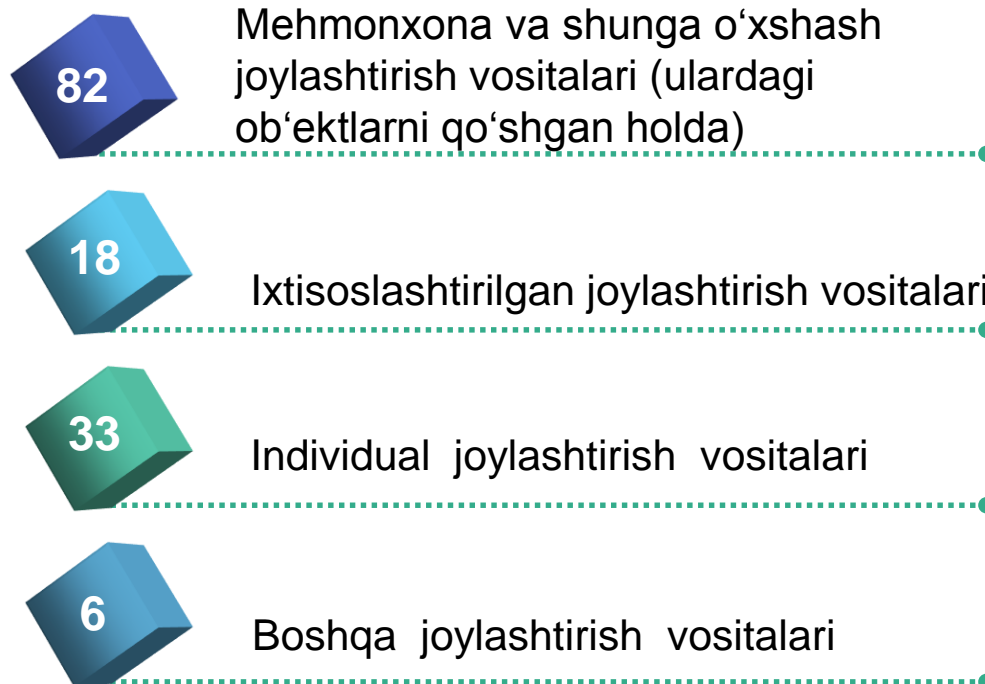 82
Mehmonxona va shunga o‘xshash
joylashtirish vositalari (ulardagi
ob‘ektlarni qo‘shgan holda)
18
Ixtisoslashtirilgan joylashtirish vositalari
33
Individual joylashtirish vositalari
6
Boshqa joylashtirish vositalari